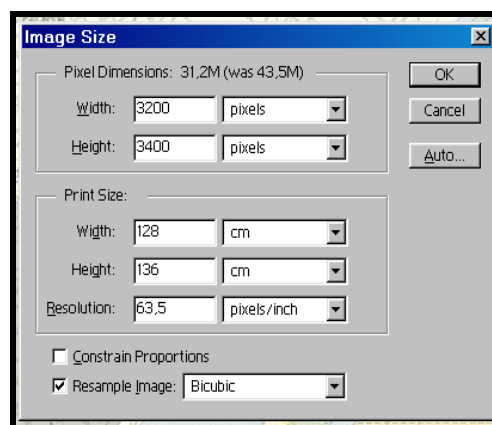 Image Size
Pixel Dimensions: 31,2M (was 43,5M)
Width: 3200 pixels
Height: 3400 pixels
Print Size:
Width: 128 cm
Height: 136 cm
Resolution: 63,5 pixels/inch
Constrain Proportions
Resample Image: Bicubic
OK
Cancel
Auto...